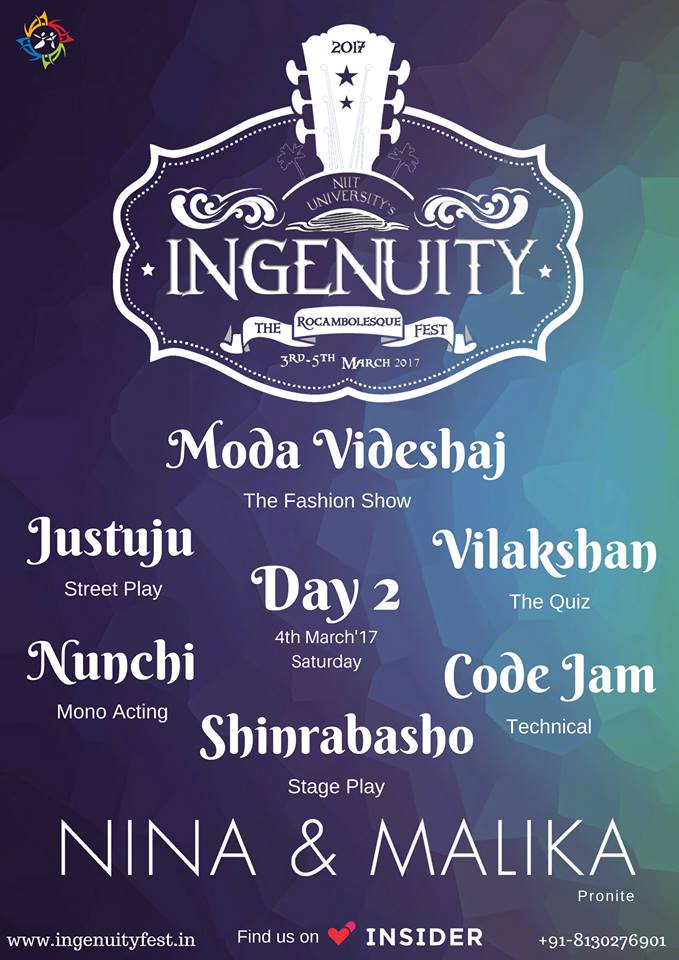 2017
NIIT
UNIVERSITY'S
INGENUITY
THE ROCAMBOLESQUE FEST
3RD-5TH MARCH 2017
Moda Videshaj
The Fashion Show
Justuju
Street Play
Vilakshan
The Quiz
Day 2
4th March'17
Saturday
Nunchi
Mono Acting
Code Jam
Technical
Shinrabasho
Stage Play
NINA & MALIKA
Pronite
www.ingenuityfest.in
Find us on INSIDER
+91-8130276901